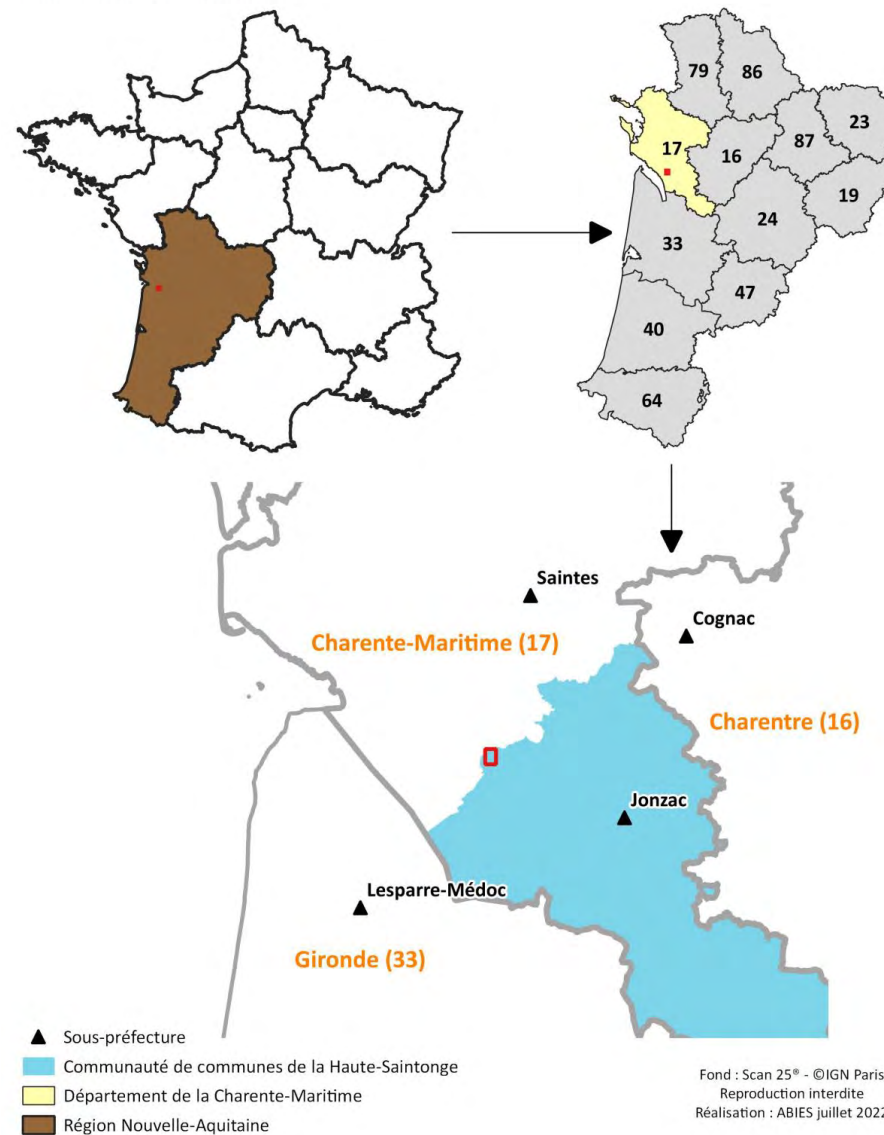 79
86
17
16
87
23
19
24
33
47
40
64
Saintes
Cognac
Charente-Maritime (17)
Charentre (16)
Jonzac
Lesparre-Médoc
Gironde (33)
Sous-préfecture
Communauté de communes de la Haute-Saintonge
Département de la Charente-Maritime
Région Nouvelle-Aquitaine
Fond : Scan 25® - ©IGN Paris
Reproduction interdite
Réalisation : ABIES juillet 2022